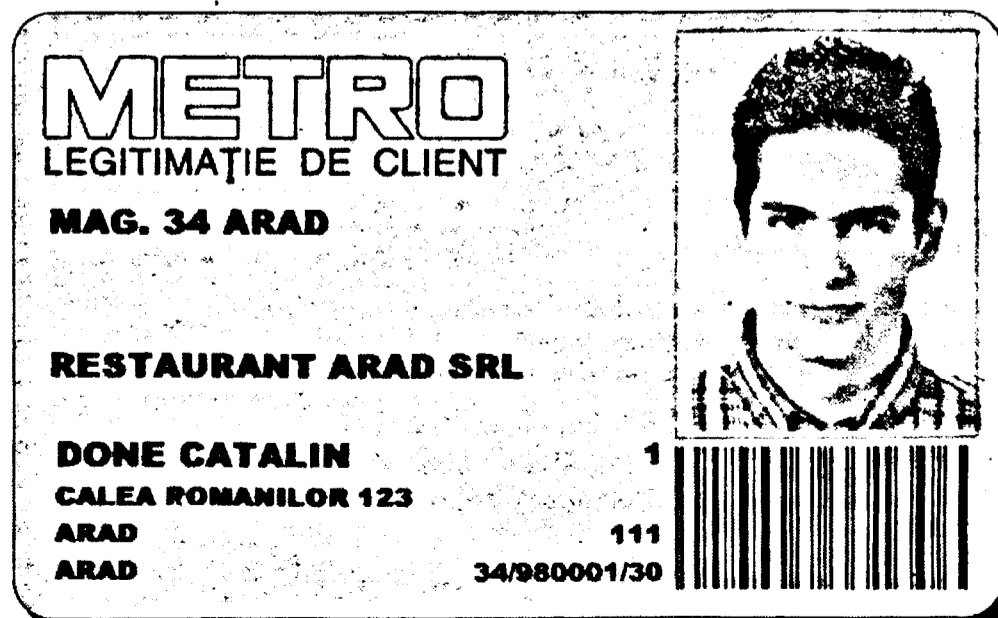 METRO
LEGITIMAŢIE DE CLIENT
MAG. 34 ARAD
RESTAURANT ARAD SRL
DONE CATALIN 1
CALEA ROMANILOR 123
ARAD 111
ARAD 34/980001/30